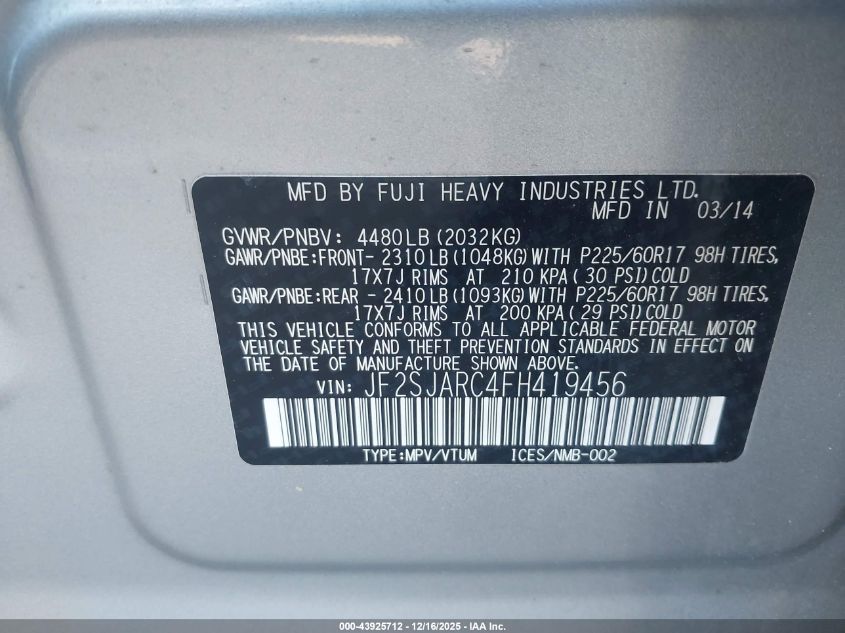 MFD BY FUJI HEAVY INDUSTRIES LTD.
MFD IN 03/14
GVWR/PNBV: 4480LB(2032KG)
GAWR/PNBE:FRONT- 2310LB(1048KG)WITH P225/60R17 98H TIRES,
17X7J RIMS AT 210 KPA( 30 PSI)COLD
GAWR/PNBE:REAR - 2410LB(1093KG)WITH P225/60R17 98H TIRES,
17X7J RIMS AT 200 KPA( 29 PSI)COLD
THIS VEHICLE CONFORMS TO ALL APPLICABLE FEDERAL MOTOR
VEHICLE SAFETY AND THEFT PREVENTION STANDARDS IN EFFECT ON
THE DATE OF MANUFACTURE SHOWN ABOVE.
VIN: JF2SJARC4FH419456
TYPE:MPV/VTUM ICES/NMB-002
000-43925712 - 12/16/2025 - IAA Inc.